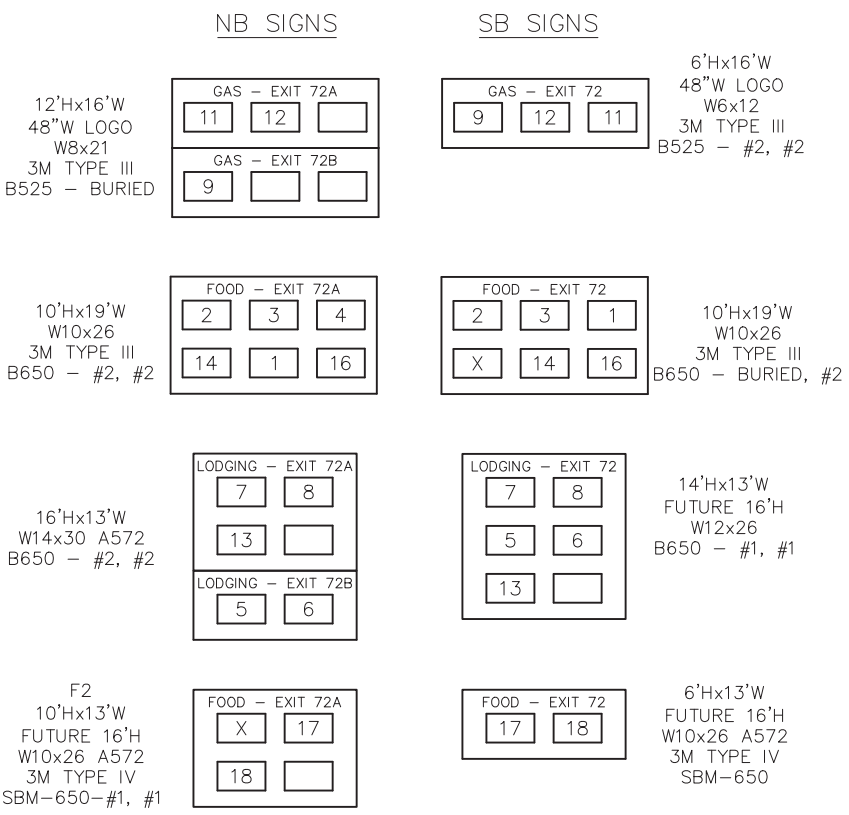 NB SIGNS
SB SIGNS
12'Hx16'W
48"W LOGO
W8x21
3M TYPE III
B525 – BURIED
GAS – EXIT 72A
11 12
GAS – EXIT 72B
9
GAS – EXIT 72
9 12 11
6'Hx16'W
48"W LOGO
W6x12
3M TYPE III
B525 – #2, #2
10'Hx19'W
W10x26
3M TYPE III
B650 – #2, #2
FOOD – EXIT 72A
2 3 4
14 1 16
FOOD – EXIT 72
2 3 1
X 14 16
10'Hx19'W
W10x26
3M TYPE III
B650 – BURIED, #2
16'Hx13'W
W14x30 A572
B650 – #2, #2
LODGING – EXIT 72A
7 8
13
LODGING – EXIT 72B
5 6
LODGING – EXIT 72
7 8
5 6
13
14'Hx13'W
FUTURE 16'H
W12x26
B650 – #1, #1
F2
10'Hx13'W
FUTURE 16'H
W10x26 A572
3M TYPE IV
SBM–650–#1, #1
FOOD – EXIT 72A
X 17
18
FOOD – EXIT 72
17 18
6'Hx13'W
FUTURE 16'H
W10x26 A572
3M TYPE IV
SBM–650